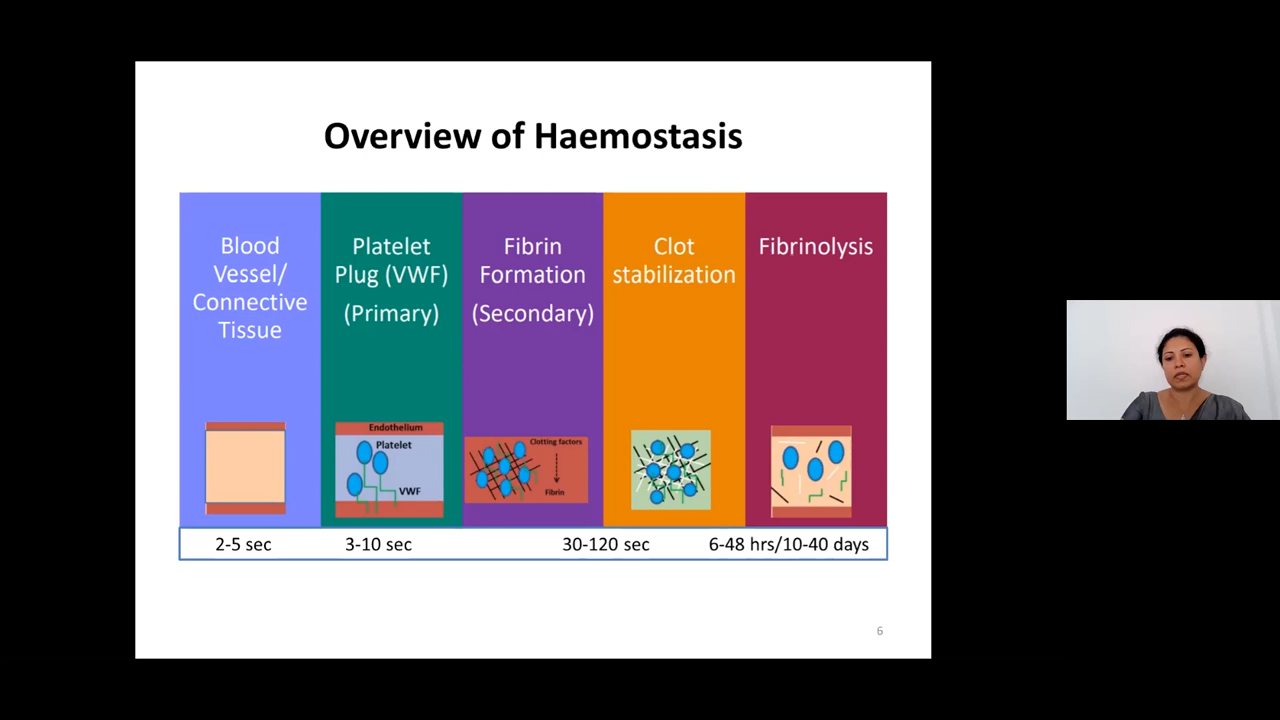 Overview of Haemostasis
Blood
Vessel/
Connective
Tissue
Platelet
Plug (VWF)
(Primary)
Fibrin
Formation
(Secondary)
Clot
stabilization
Fibrinolysis
Endothelium
Platelet
VWF
Clotting factors
Fibrin
2-5 sec
3-10 sec
30-120 sec
6-48 hrs/10-40 days
6